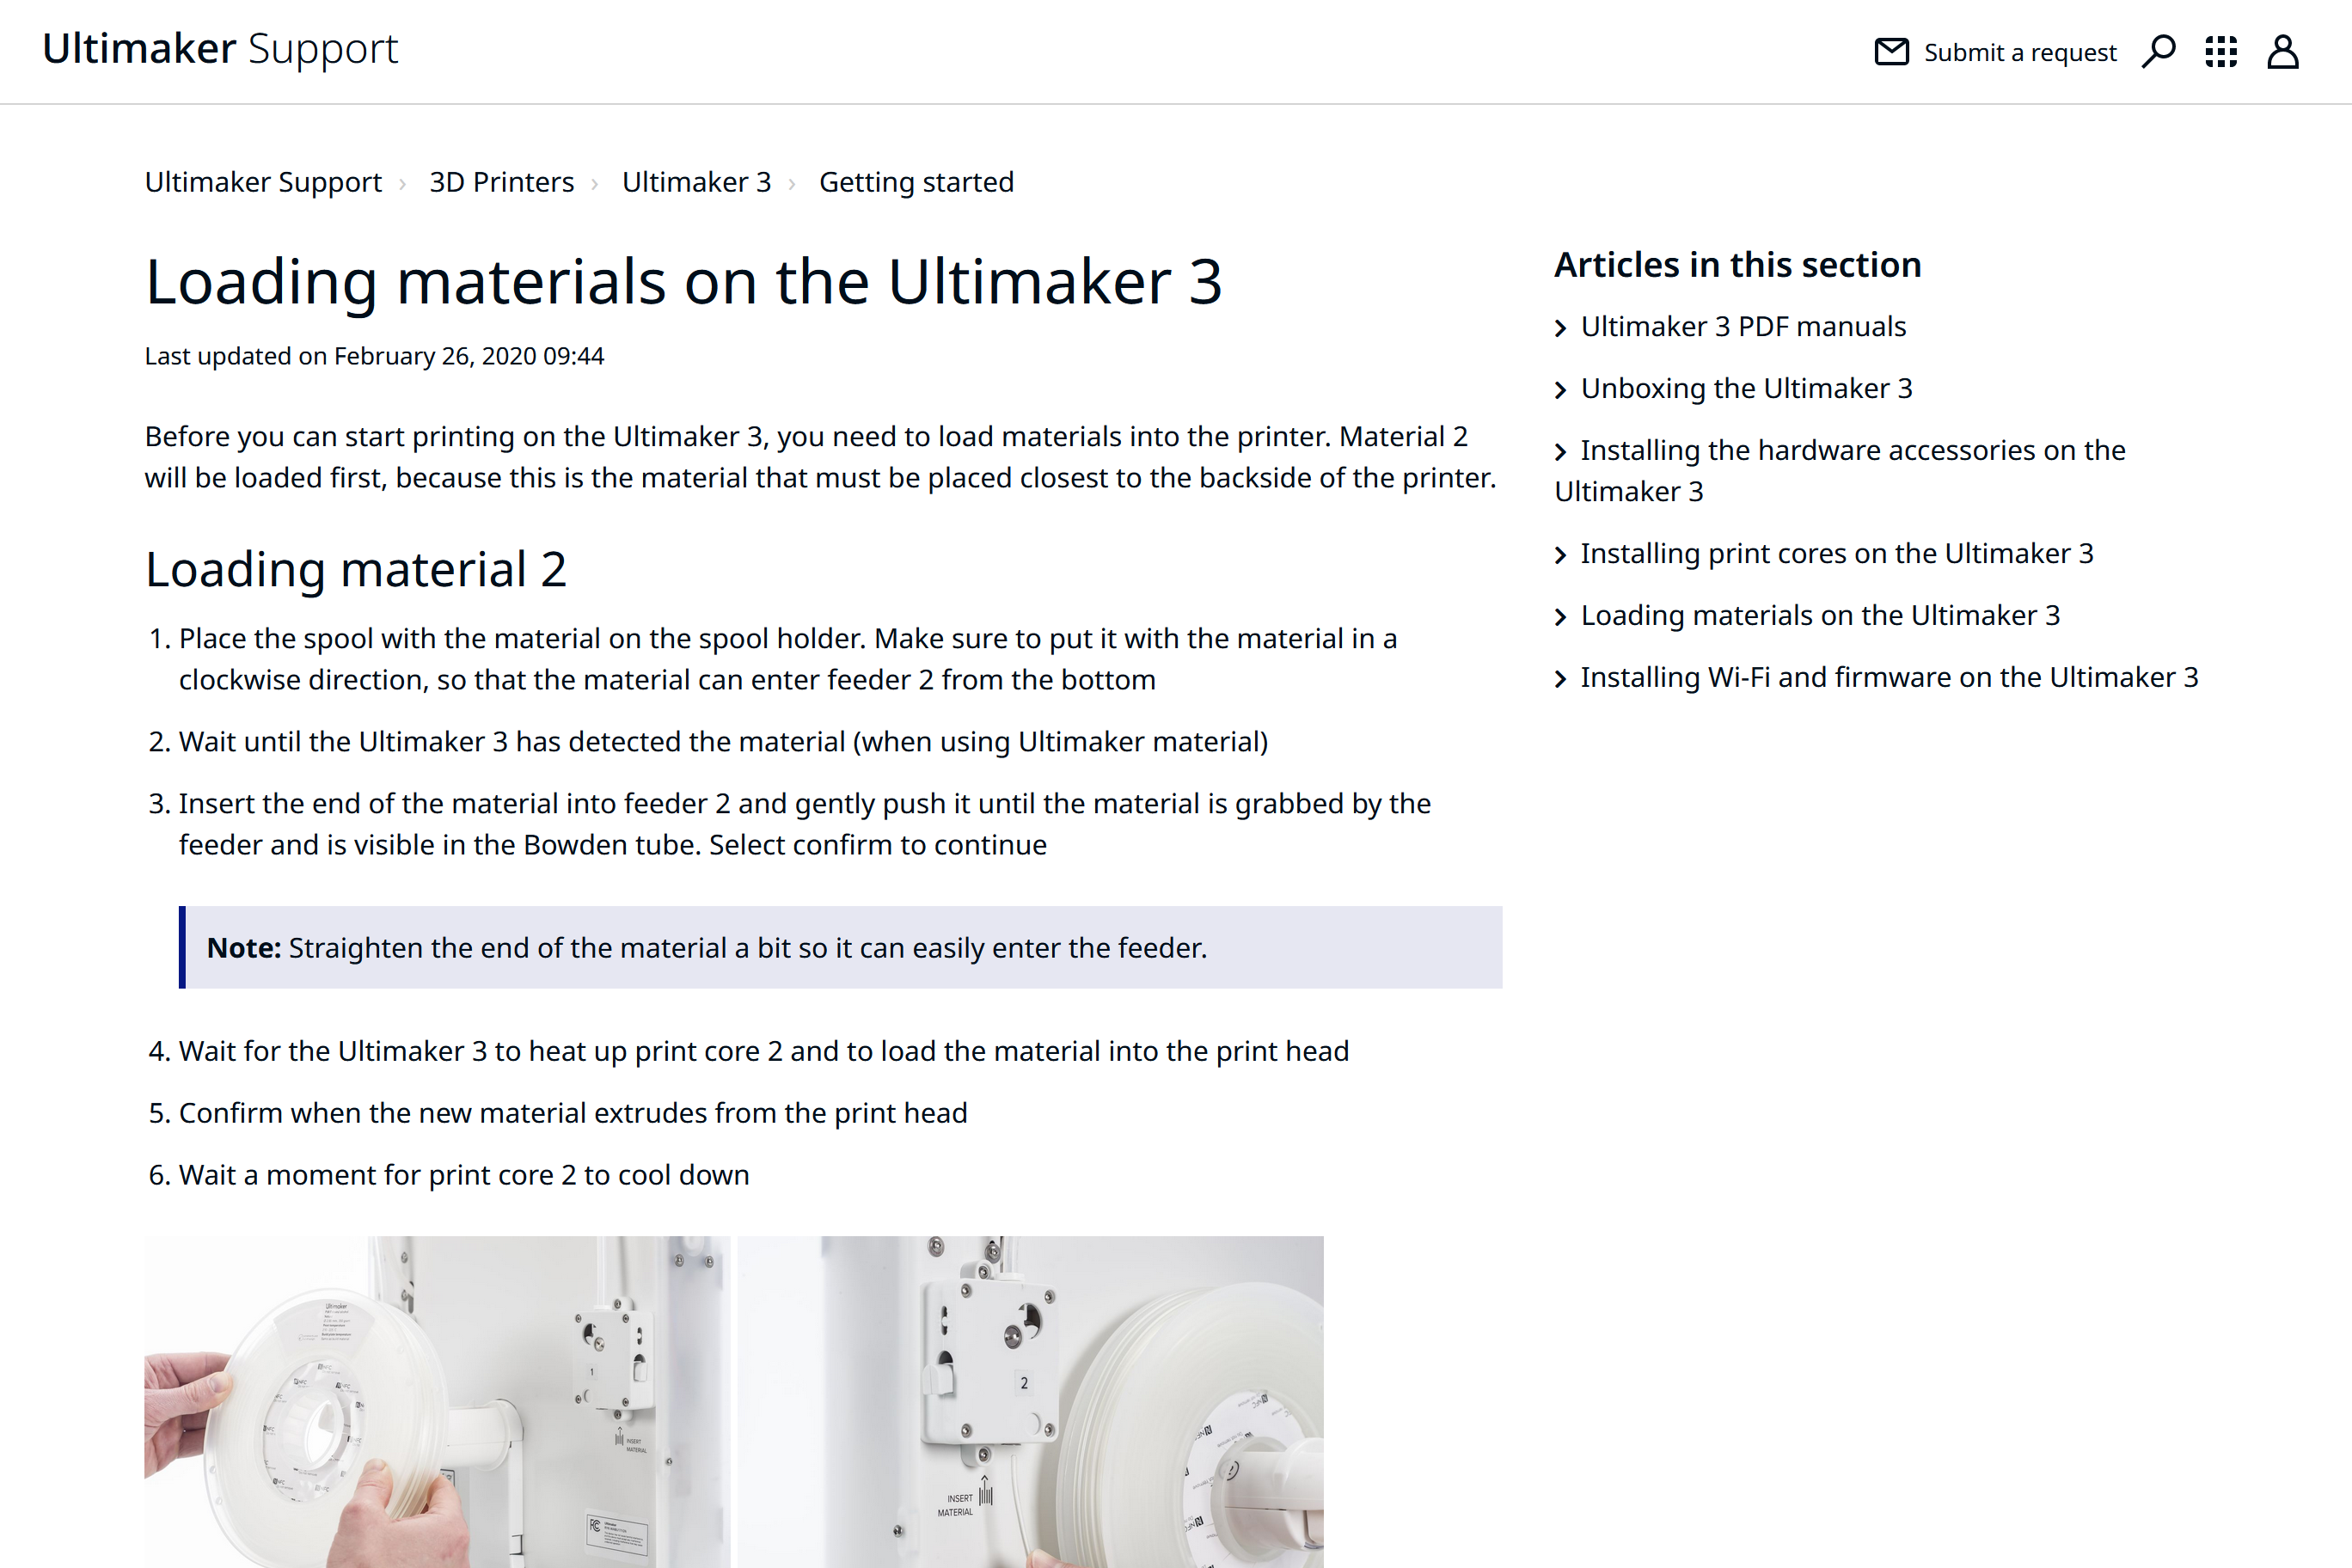 Ultimaker Support
Submit a request
Ultimaker Support › 3D Printers › Ultimaker 3 › Getting started
Loading materials on the Ultimaker 3
Last updated on February 26, 2020 09:44
Before you can start printing on the Ultimaker 3, you need to load materials into the printer. Material 2
will be loaded first, because this is the material that must be placed closest to the backside of the printer.
Loading material 2
1. Place the spool with the material on the spool holder. Make sure to put it with the material in a
clockwise direction, so that the material can enter feeder 2 from the bottom
2. Wait until the Ultimaker 3 has detected the material (when using Ultimaker material)
3. Insert the end of the material into feeder 2 and gently push it until the material is grabbed by the
feeder and is visible in the Bowden tube. Select confirm to continue
Note: Straighten the end of the material a bit so it can easily enter the feeder.
4. Wait for the Ultimaker 3 to heat up print core 2 and to load the material into the print head
5. Confirm when the new material extrudes from the print head
6. Wait a moment for print core 2 to cool down
Articles in this section
Ultimaker 3 PDF manuals
Unboxing the Ultimaker 3
Installing the hardware accessories on the
Ultimaker 3
Installing print cores on the Ultimaker 3
Loading materials on the Ultimaker 3
Installing Wi-Fi and firmware on the Ultimaker 3
Ultimaker
1
INSERT
MATERIAL
FC
2
INSERT
MATERIAL
NFC